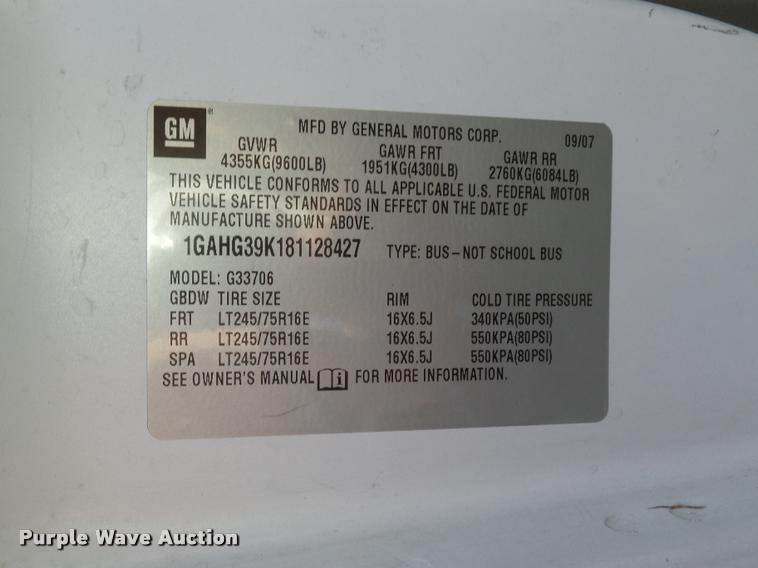 GM® MFD BY GENERAL MOTORS CORP. 09/07
GVWR GAWR FRT GAWR RR
4355KG(9600LB) 1951KG(4300LB) 2760KG(6084LB)
THIS VEHICLE CONFORMS TO ALL APPLICABLE U.S. FEDERAL MOTOR
VEHICLE SAFETY STANDARDS IN EFFECT ON THE DATE OF
MANUFACTURE SHOWN ABOVE.
1GAHG39K181128427 TYPE: BUS–NOT SCHOOL BUS
MODEL: G33706
GBDW TIRE SIZE RIM COLD TIRE PRESSURE
FRT LT245/75R16E 16X6.5J 340KPA(50PSI)
RR LT245/75R16E 16X6.5J 550KPA(80PSI)
SPA LT245/75R16E 16X6.5J 550KPA(80PSI)
SEE OWNER'S MANUAL i FOR MORE INFORMATION.
Purple Wave Auction